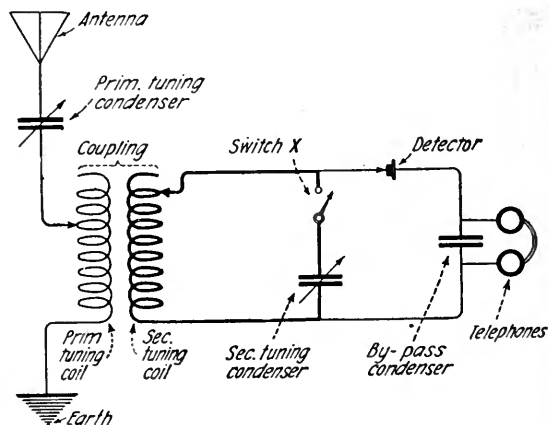 Antenna
Prim. tuning
condenser
Coupling
Switch X
Detector
Prim
tuning
coil
Sec.
tuning
coil
Sec. tuning
condenser
By-pass
condenser
Telephones
Earth